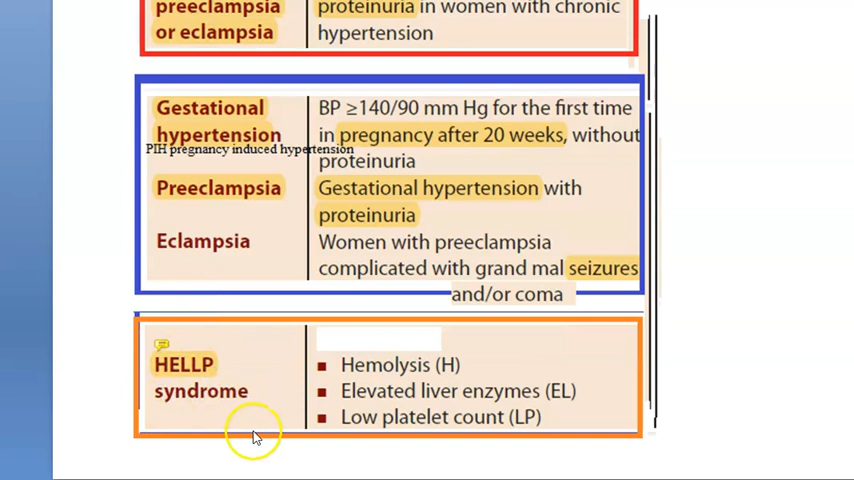 preeclampsia proteinuria in women with chronic
or eclampsia hypertension
Gestational BP ≥140/90 mm Hg for the first time
hypertension in pregnancy after 20 weeks, without
PIH pregnancy induced hypertension
proteinuria
Preeclampsia Gestational hypertension with
proteinuria
Eclampsia Women with preeclampsia
complicated with grand mal seizures
and/or coma
HELLP ▪ Hemolysis (H)
syndrome ▪ Elevated liver enzymes (EL)
▪ Low platelet count (LP)